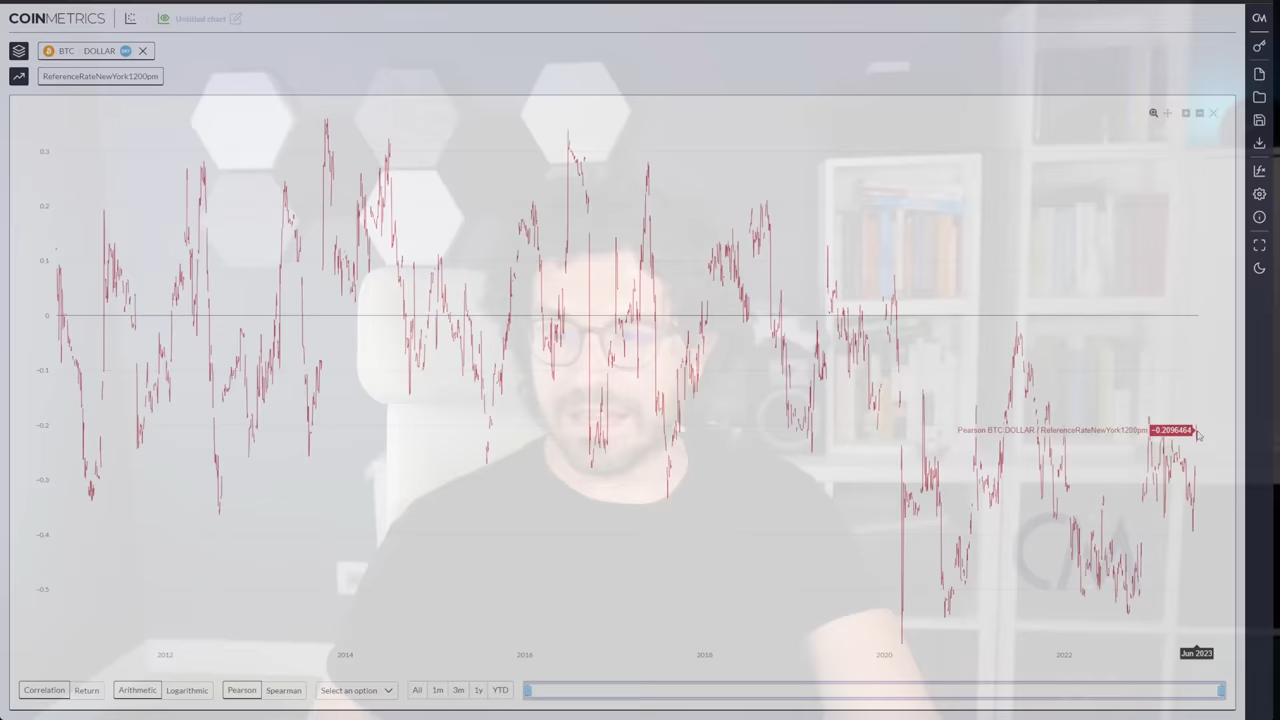 COINMETRICS
Untitled chart
CM
BTC DOLLAR
ReferenceRateNewYork1200pm
0.3
0.2
0.1
0
−0.1
−0.2
−0.3
−0.4
−0.5
Pearson BTC:DOLLAR / ReferenceRateNewYork1200pm −0.2096464
2012 2014 2016 2018 2020 2022 Jun 2023
Correlation Return Arithmetic Logarithmic Pearson Spearman Select an option All 1m 3m 1y YTD